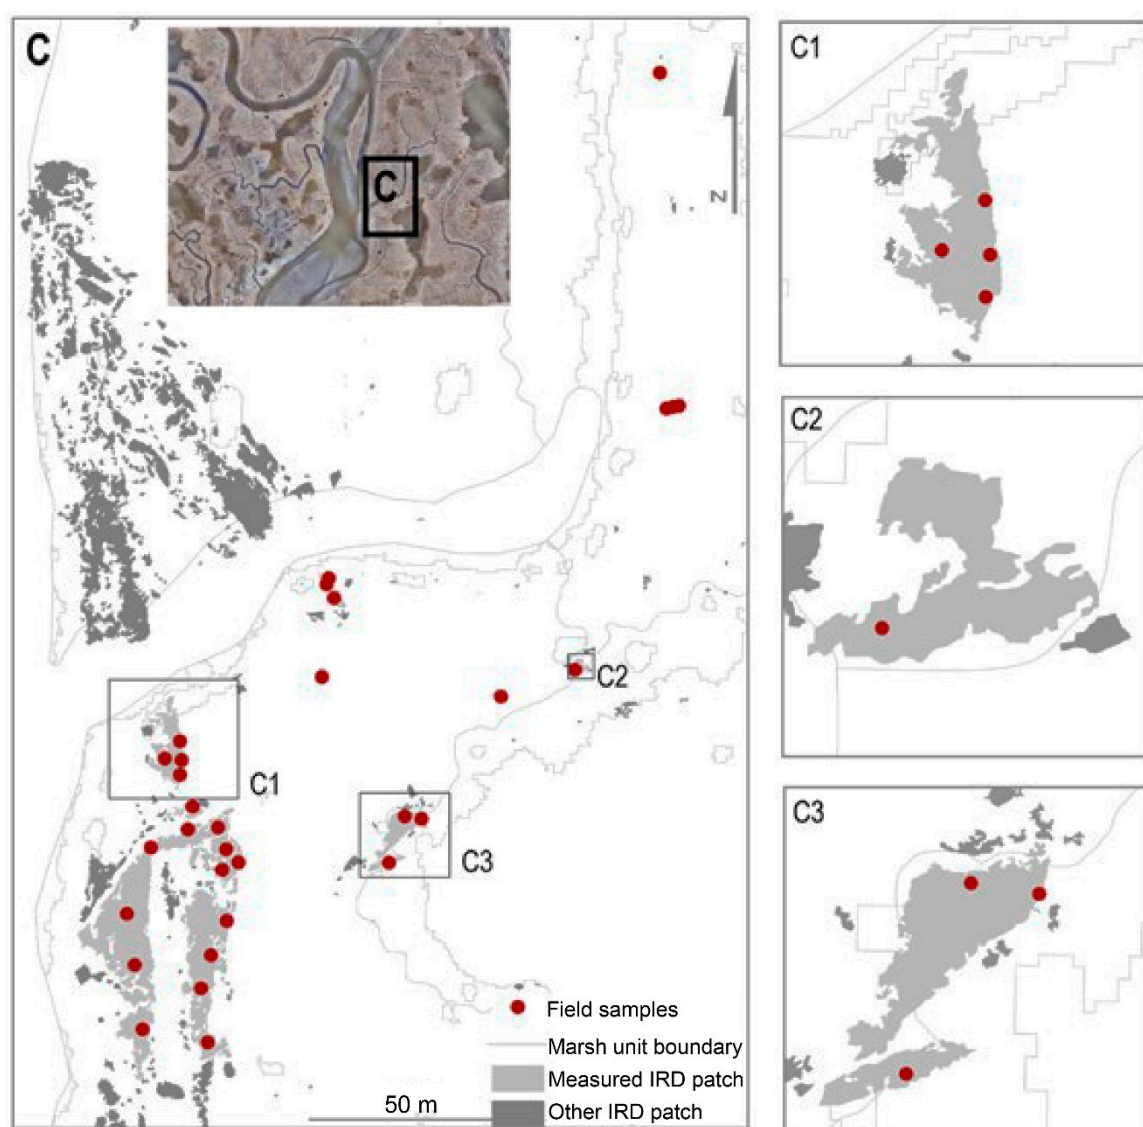 C
C
N
C1
C2
C3
C1
C2
C3
Field samples
Marsh unit boundary
Measured IRD patch
50 m
Other IRD patch